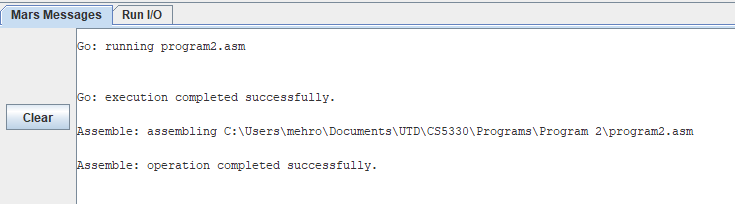 Mars Messages Run I/O
Go: running program2.asm
Go: execution completed successfully.
Clear
Assemble: assembling C:\Users\mehro\Documents\UTD\CS5330\Programs\Program 2\program2.asm
Assemble: operation completed successfully.